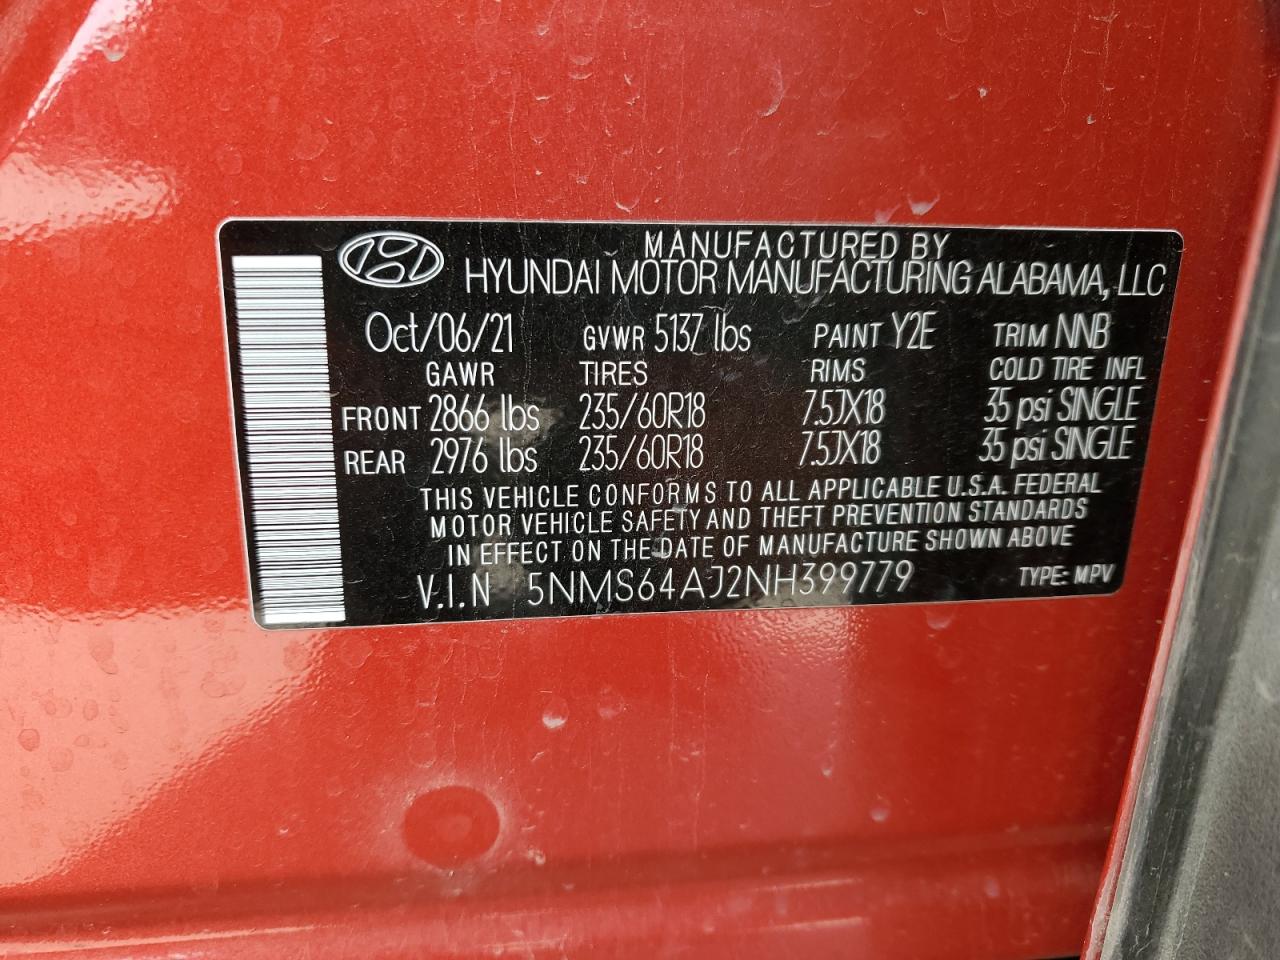 MANUFACTURED BY
HYUNDAI MOTOR MANUFACTURING ALABAMA, LLC
Oct/06/21 GVWR 5137 lbs PAINT Y2E TRIM NNB
GAWR TIRES RIMS COLD TIRE INFL
FRONT 2866 lbs 235/60R18 7.5JX18 35 psi SINGLE
REAR 2976 lbs 235/60R18 7.5JX18 35 psi SINGLE
THIS VEHICLE CONFORMS TO ALL APPLICABLE U.S.A. FEDERAL
MOTOR VEHICLE SAFETY AND THEFT PREVENTION STANDARDS
IN EFFECT ON THE DATE OF MANUFACTURE SHOWN ABOVE
V.I.N 5NMS64AJ2NH399779 TYPE: MPV